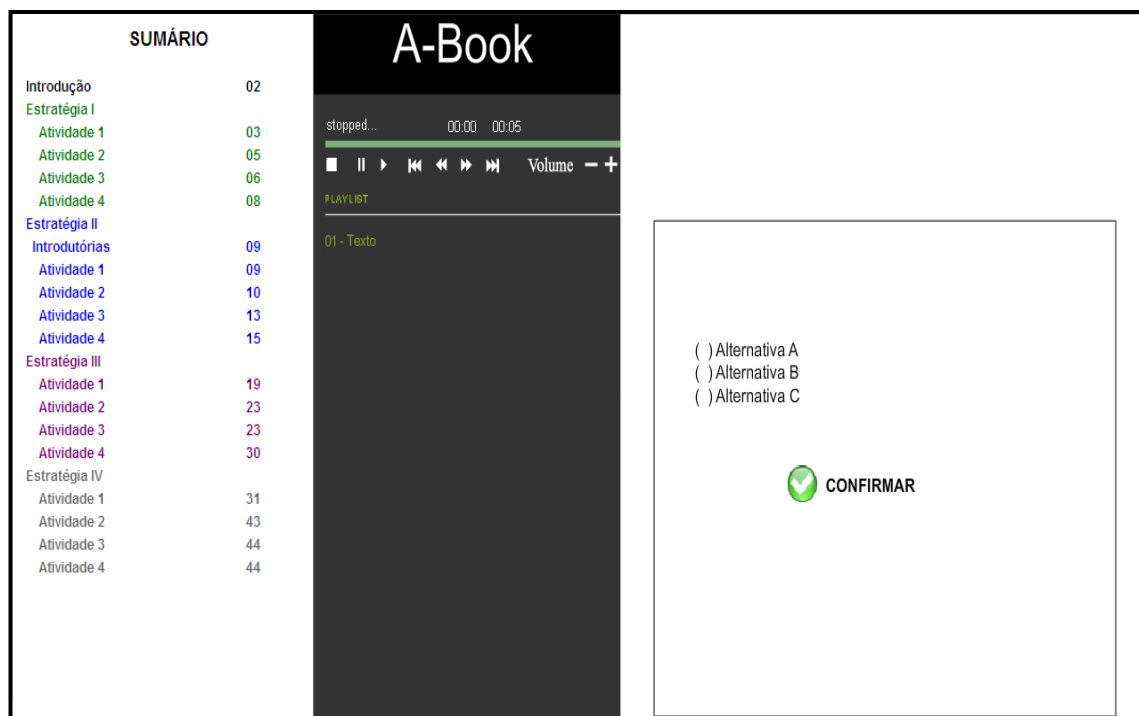 SUMÁRIO
Introdução 02
Estratégia I
Atividade 1 03
Atividade 2 05
Atividade 3 06
Atividade 4 08
Estratégia II
Introdutórias 09
Atividade 1 09
Atividade 2 10
Atividade 3 13
Atividade 4 15
Estratégia III
Atividade 1 19
Atividade 2 23
Atividade 3 23
Atividade 4 30
Estratégia IV
Atividade 1 31
Atividade 2 43
Atividade 3 44
Atividade 4 44
A-Book
stopped... 00:00 00:05
Volume − +
PLAYLIST
01 - Texto
( ) Alternativa A
( ) Alternativa B
( ) Alternativa C
CONFIRMAR